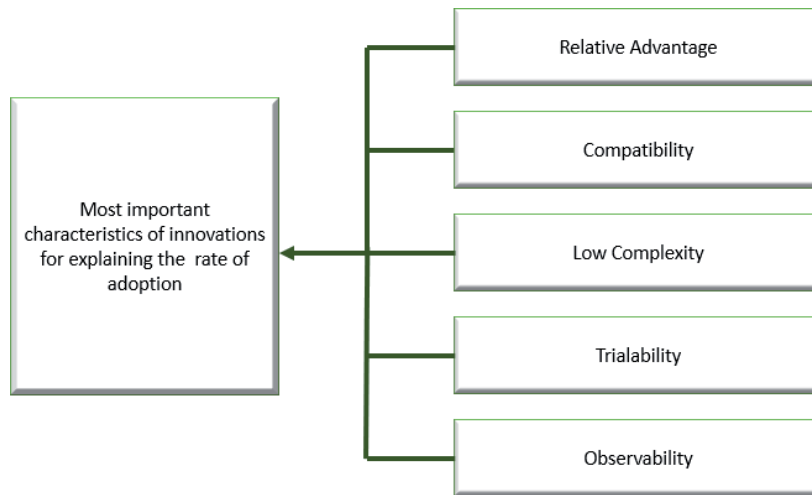 Most important
characteristics of innovations
for explaining the  rate of
adoption
Relative Advantage
Compatibility
Low Complexity
Trialability
Observability